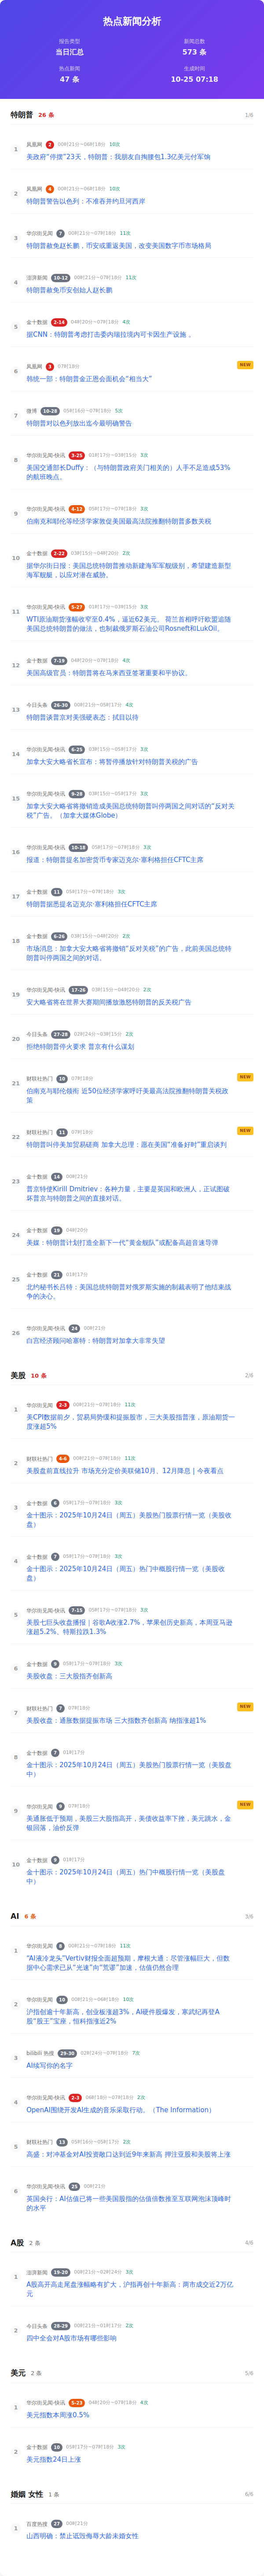 热点新闻分析
报告类型
新闻总数
当日汇总
573 条
热点新闻
生成时间
47 条
10-25 07:18
特朗普 26 条 1/6
1
凤凰网 2 00时21分~06时18分 10次
美政府"停摆"23天，特朗普：我朋友自掏腰包1.3亿美元付军饷
2
凤凰网 4 00时21分~06时18分 10次
特朗普警告以色列：不准吞并约旦河西岸
3
华尔街见闻 7 00时21分~07时18分 11次
特朗普赦免赵长鹏，币安或重返美国，改变美国数字币市场格局
4
澎湃新闻 10-12 00时21分~07时18分 11次
特朗普赦免币安创始人赵长鹏
5
金十数据 2-14 04时20分~07时18分 4次
据CNN：特朗普考虑打击委内瑞拉境内可卡因生产设施 。
6
凤凰网 3 07时18分
NEW
韩统一部：特朗普金正恩会面机会"相当大"
7
微博 10-28 05时16分~07时18分 5次
特朗普对以色列放出迄今最明确警告
8
华尔街见闻-快讯 3-25 01时17分~03时15分 3次
美国交通部长Duffy：（与特朗普政府关门相关的）人手不足造成53%的航班晚点。
9
华尔街见闻-快讯 4-12 05时17分~07时18分 3次
伯南克和耶伦等经济学家敦促美国最高法院推翻特朗普多数关税
10
金十数据 2-22 03时15分~04时20分 2次
据华尔街日报：美国总统特朗普推动新建海军军舰级别，希望建造新型海军舰艇，以应对潜在威胁。
11
华尔街见闻-快讯 5-27 01时17分~03时15分 3次
WTI原油期货涨幅收窄至0.4%，逼近62美元。 荷兰首相呼吁欧盟追随美国总统特朗普的做法，也制裁俄罗斯石油公司Rosneft和LukOil。
12
金十数据 7-19 04时20分~07时18分 4次
美国高级官员：特朗普将在马来西亚签署重要和平协议。
13
今日头条 26-30 00时21分~05时17分 4次
特朗普谈普京对美强硬表态：拭目以待
14
华尔街见闻-快讯 6-25 03时15分~05时17分 3次
加拿大安大略省长宣布：将暂停播放针对特朗普关税的广告
15
华尔街见闻-快讯 9-28 03时15分~05时17分 3次
加拿大安大略省将撤销造成美国总统特朗普叫停两国之间对话的"反对关税"广告。（加拿大媒体Globe）
16
华尔街见闻-快讯 10-18 05时17分~07时18分 3次
报道：特朗普提名加密货币专家迈克尔·塞利格担任CFTC主席
17
金十数据 11 05时17分~07时18分 3次
特朗普据悉提名迈克尔·塞利格担任CFTC主席
18
金十数据 6-26 03时15分~04时20分 2次
市场消息：加拿大安大略省将撤销"反对关税"的广告，此前美国总统特朗普叫停两国之间的对话。
19
华尔街见闻-快讯 17-26 03时15分~04时20分 2次
安大略省将在世界大赛期间播放激怒特朗普的反关税广告
20
今日头条 27-28 02时24分~03时15分 2次
拒绝特朗普停火要求 普京有什么谋划
21
财联社热门 10 07时18分
NEW
伯南克与耶伦领衔 近50位经济学家呼吁美最高法院推翻特朗普关税政策
22
财联社热门 11 07时18分
NEW
特朗普叫停美加贸易磋商 加拿大总理：愿在美国"准备好时"重启谈判
23
金十数据 14 00时21分
普京特使Kirill Dmitriev：各种力量，主要是英国和欧洲人，正试图破坏普京与特朗普之间的直接对话。
24
金十数据 19 04时20分
美媒：特朗普计划打造全新下一代"黄金舰队"或配备高超音速导弹
25
金十数据 21 01时17分
北约秘书长吕特：美国总统特朗普对俄罗斯实施的制裁表明了他结束战争的决心。
26
华尔街见闻-快讯 24 00时21分
白宫经济顾问哈塞特：特朗普对加拿大非常失望
美股 10 条 2/6
1
华尔街见闻 2-3 00时21分~07时18分 11次
美CPI数据前夕，贸易局势缓和提振股市，三大美股指普涨，原油期货一度涨超5%
2
财联社热门 4-6 00时21分~07时18分 11次
美股盘前直线拉升 市场充分定价美联储10月、12月降息 | 今夜看点
3
金十数据 6 05时17分~07时18分 3次
金十图示：2025年10月24日（周五）美股热门股票行情一览（美股收盘）
4
金十数据 7 05时17分~07时18分 3次
金十图示：2025年10月24日（周五）热门中概股行情一览（美股收盘）
5
华尔街见闻-快讯 7-15 05时17分~07时18分 3次
美股七巨头收盘播报｜谷歌A收涨2.7%，苹果创历史新高，本周亚马逊涨超5.2%、特斯拉跌1.3%
6
金十数据 9 05时17分~07时18分 3次
美股收盘：三大股指齐创新高
7
财联社热门 7 07时18分
NEW
美股收盘：通胀数据提振市场 三大指数齐创新高 纳指涨超1%
8
金十数据 7 01时17分
金十图示：2025年10月24日（周五）美股热门股票行情一览（美股盘中）
9
华尔街见闻 9 07时18分
NEW
美通胀低于预期，美股三大股指高开，美债收益率下挫，美元跳水，金银回落，油价反弹
10
金十数据 9 01时17分
金十图示：2025年10月24日（周五）热门中概股行情一览（美股盘中）
AI 6 条 3/6
1
华尔街见闻 8 00时21分~07时18分 11次
"AI液冷龙头"Vertiv财报全面超预期，摩根大通：尽管涨幅巨大，但数据中心需求已从"光速"向"荒谬"加速，估值仍然合理
2
华尔街见闻 10 00时21分~06时18分 10次
沪指创逾十年新高，创业板涨超3%，AI硬件股爆发，寒武纪再登A股"股王"宝座，恒科指涨近2%
3
bilibili 热搜 29-30 02时24分~07时18分 7次
AI续写你的名字
4
华尔街见闻-快讯 2-3 06时18分~07时18分 2次
OpenAI围绕开发AI生成的音乐采取行动。（The Information）
5
财联社热门 13 05时16分~05时17分 2次
高盛：对冲基金对AI投资敞口达到近9年来新高 押注亚股和美股将上涨
6
华尔街见闻-快讯 25 00时21分
英国央行：AI估值已将一些美国股指的估值倍数推至互联网泡沫顶峰时的水平
A股 2 条 4/6
1
澎湃新闻 19-20 00时21分~02时24分 3次
A股高开高走尾盘涨幅略有扩大，沪指再创十年新高：两市成交近2万亿元
2
今日头条 28-29 00时21分~01时17分 2次
四中全会对A股市场有哪些影响
美元 2 条 5/6
1
华尔街见闻-快讯 5-23 04时20分~07时18分 4次
美元指数本周涨0.5%
2
金十数据 10 05时17分~07时18分 3次
美元指数24日上涨
婚姻 女性 1 条 6/6
1
百度热搜 27 00时21分
山西明确：禁止诋毁侮辱大龄未婚女性